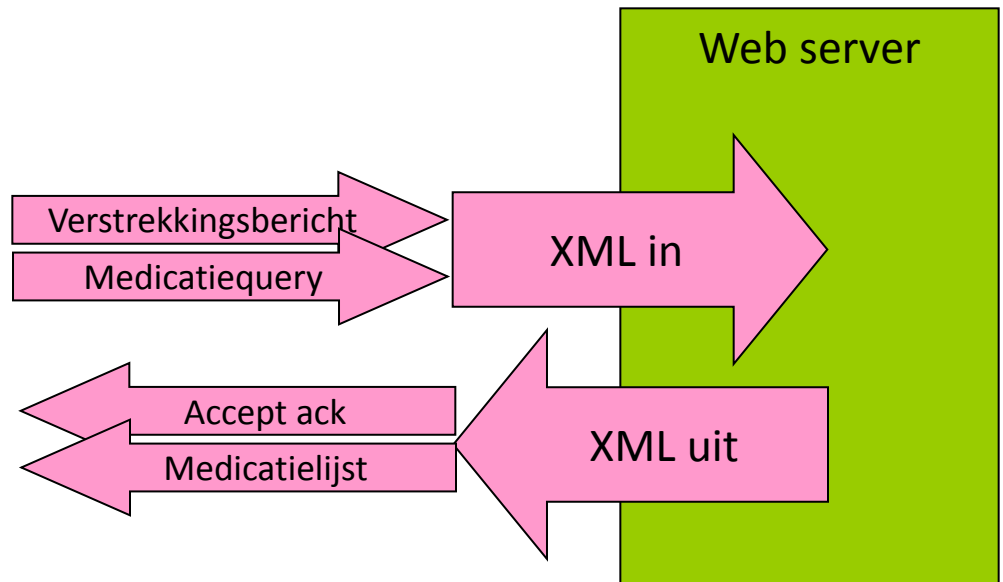 Web server
Verstrekkingsbericht
Medicatiequery
XML in
Accept ack
Medicatielijst
XML uit